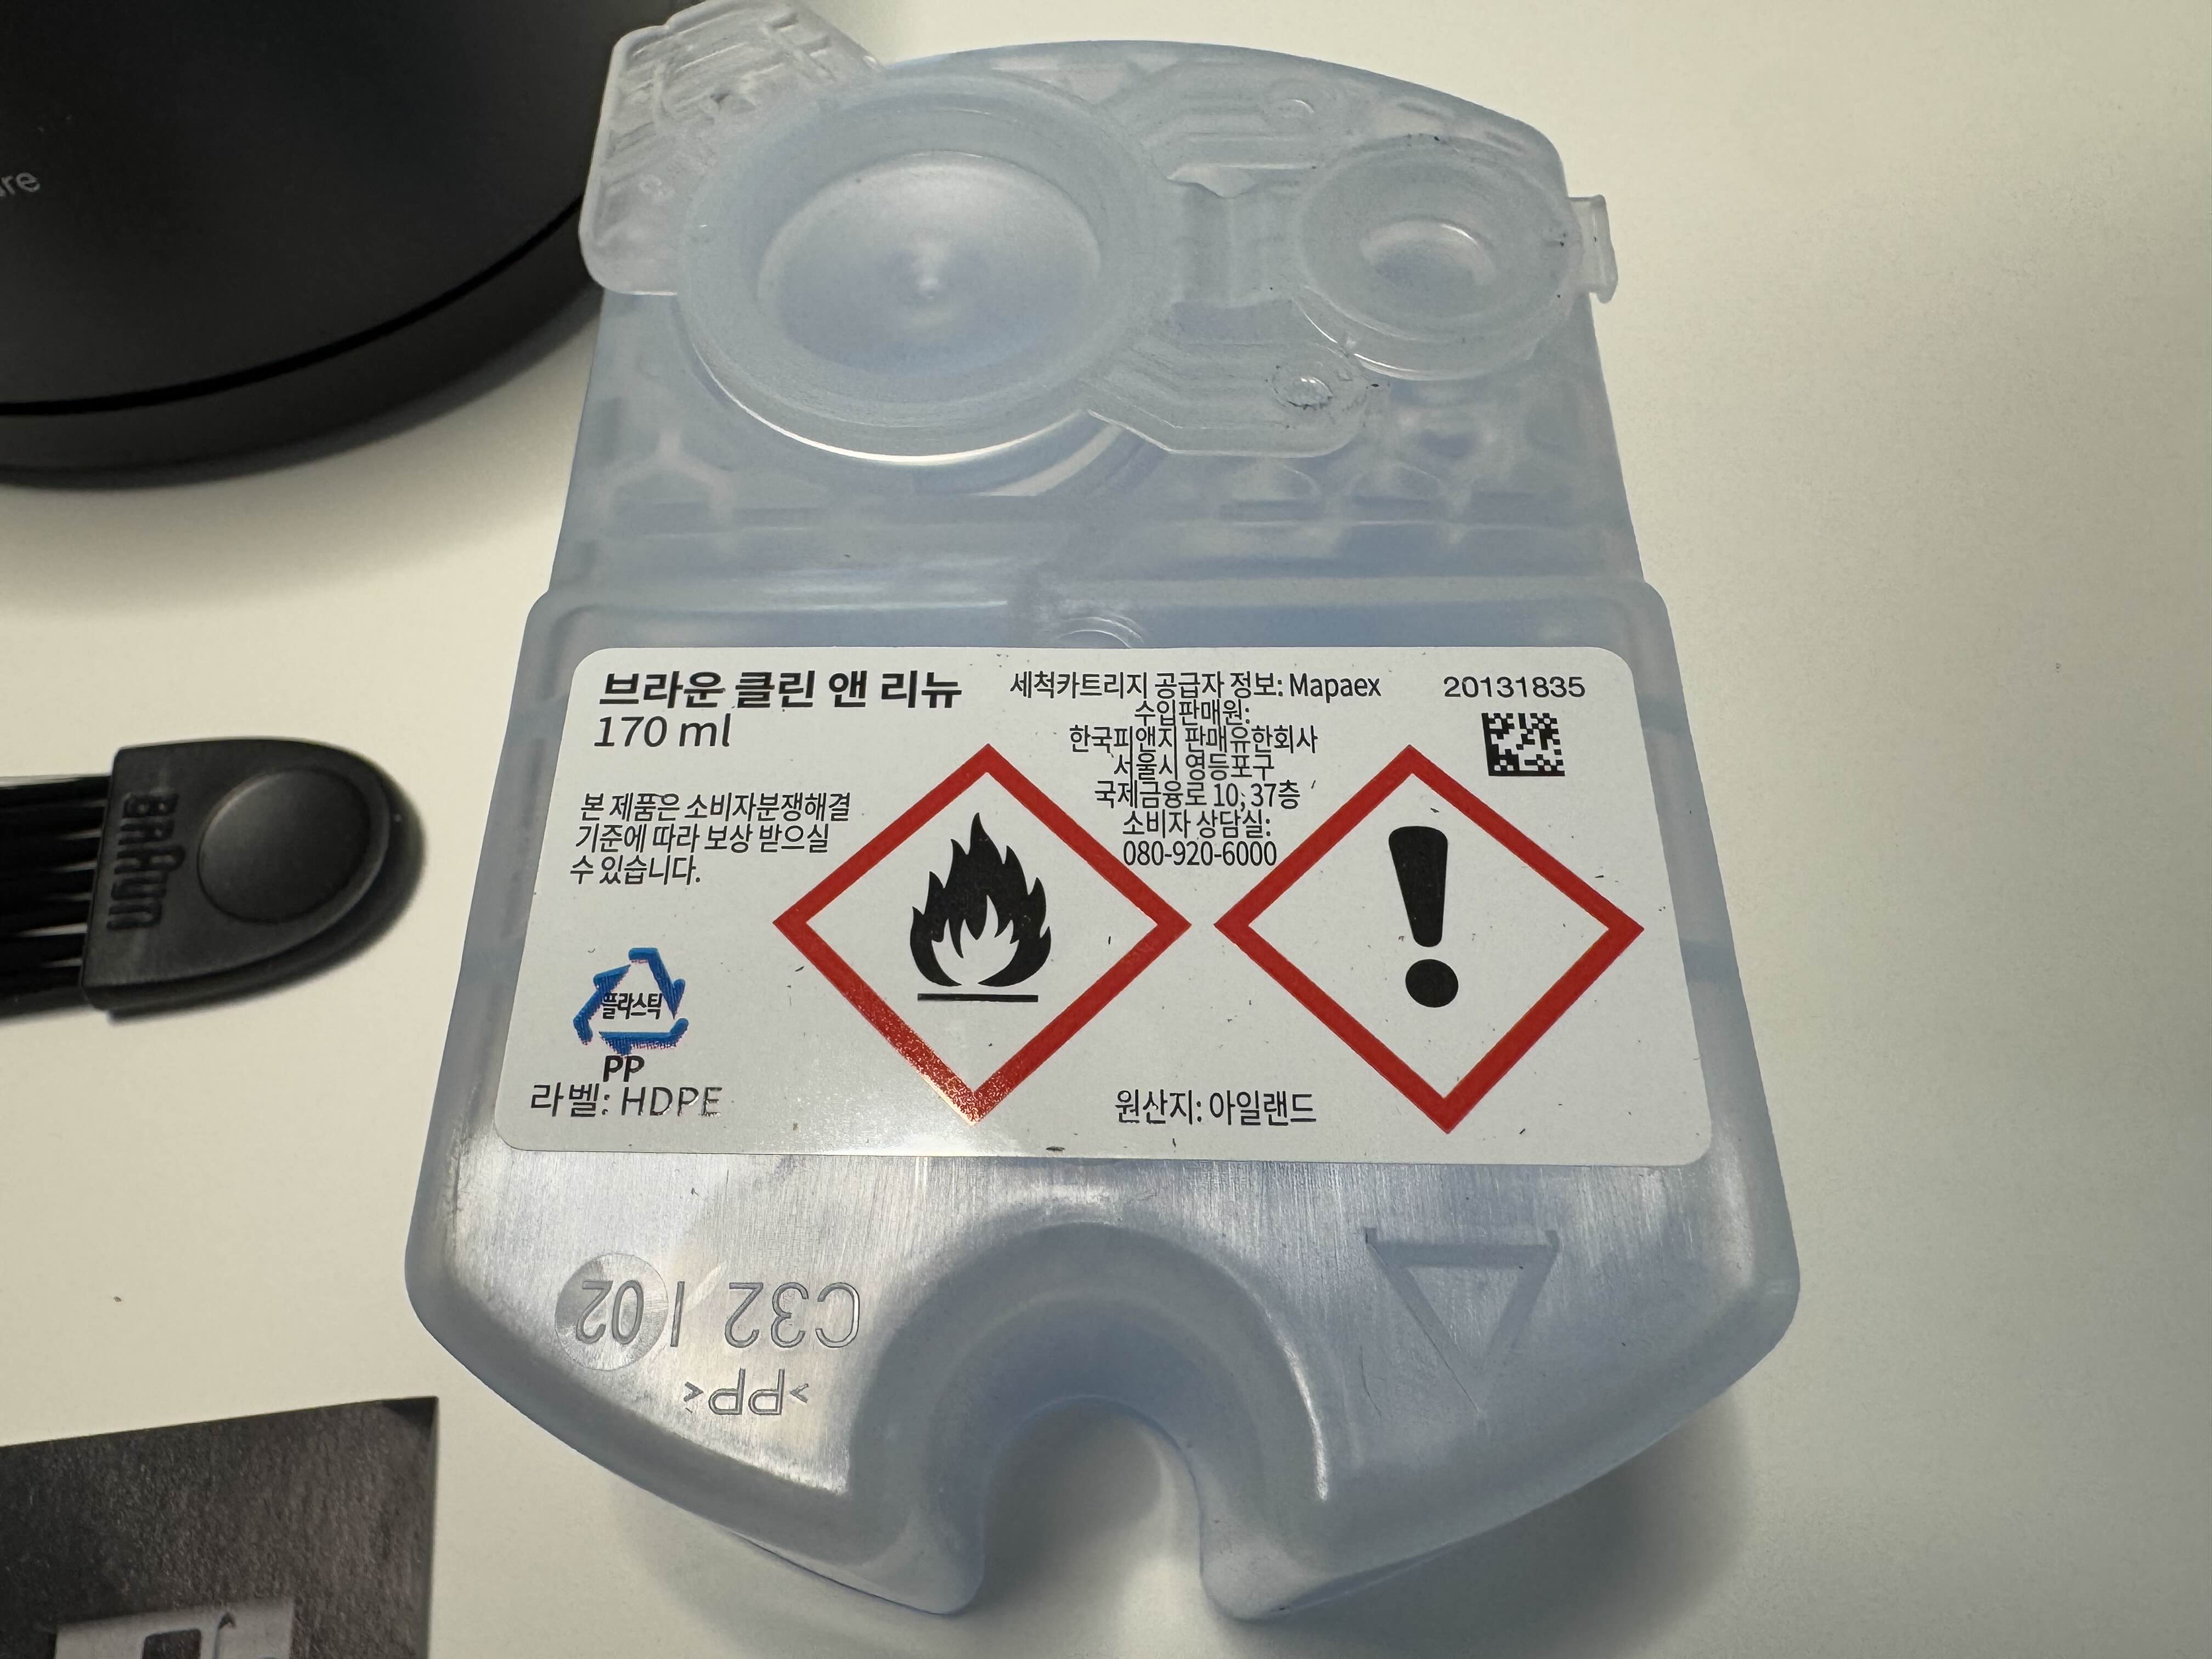 re
브라운 클린 앤 리뉴
170 ml
본 제품은 소비자분쟁해결
기준에 따라 보상 받으실
수 있습니다.
세척카트리지 공급자 정보: Mapaex
수입판매원:
한국피앤지 판매유한회사
서울시 영등포구
국제금융로 10, 37층
소비자 상담실:
080-920-6000
20131835
플라스틱
PP
라벨: HDPE
원산지: 아일랜드
BRAUN
C32 / 02
>PP<